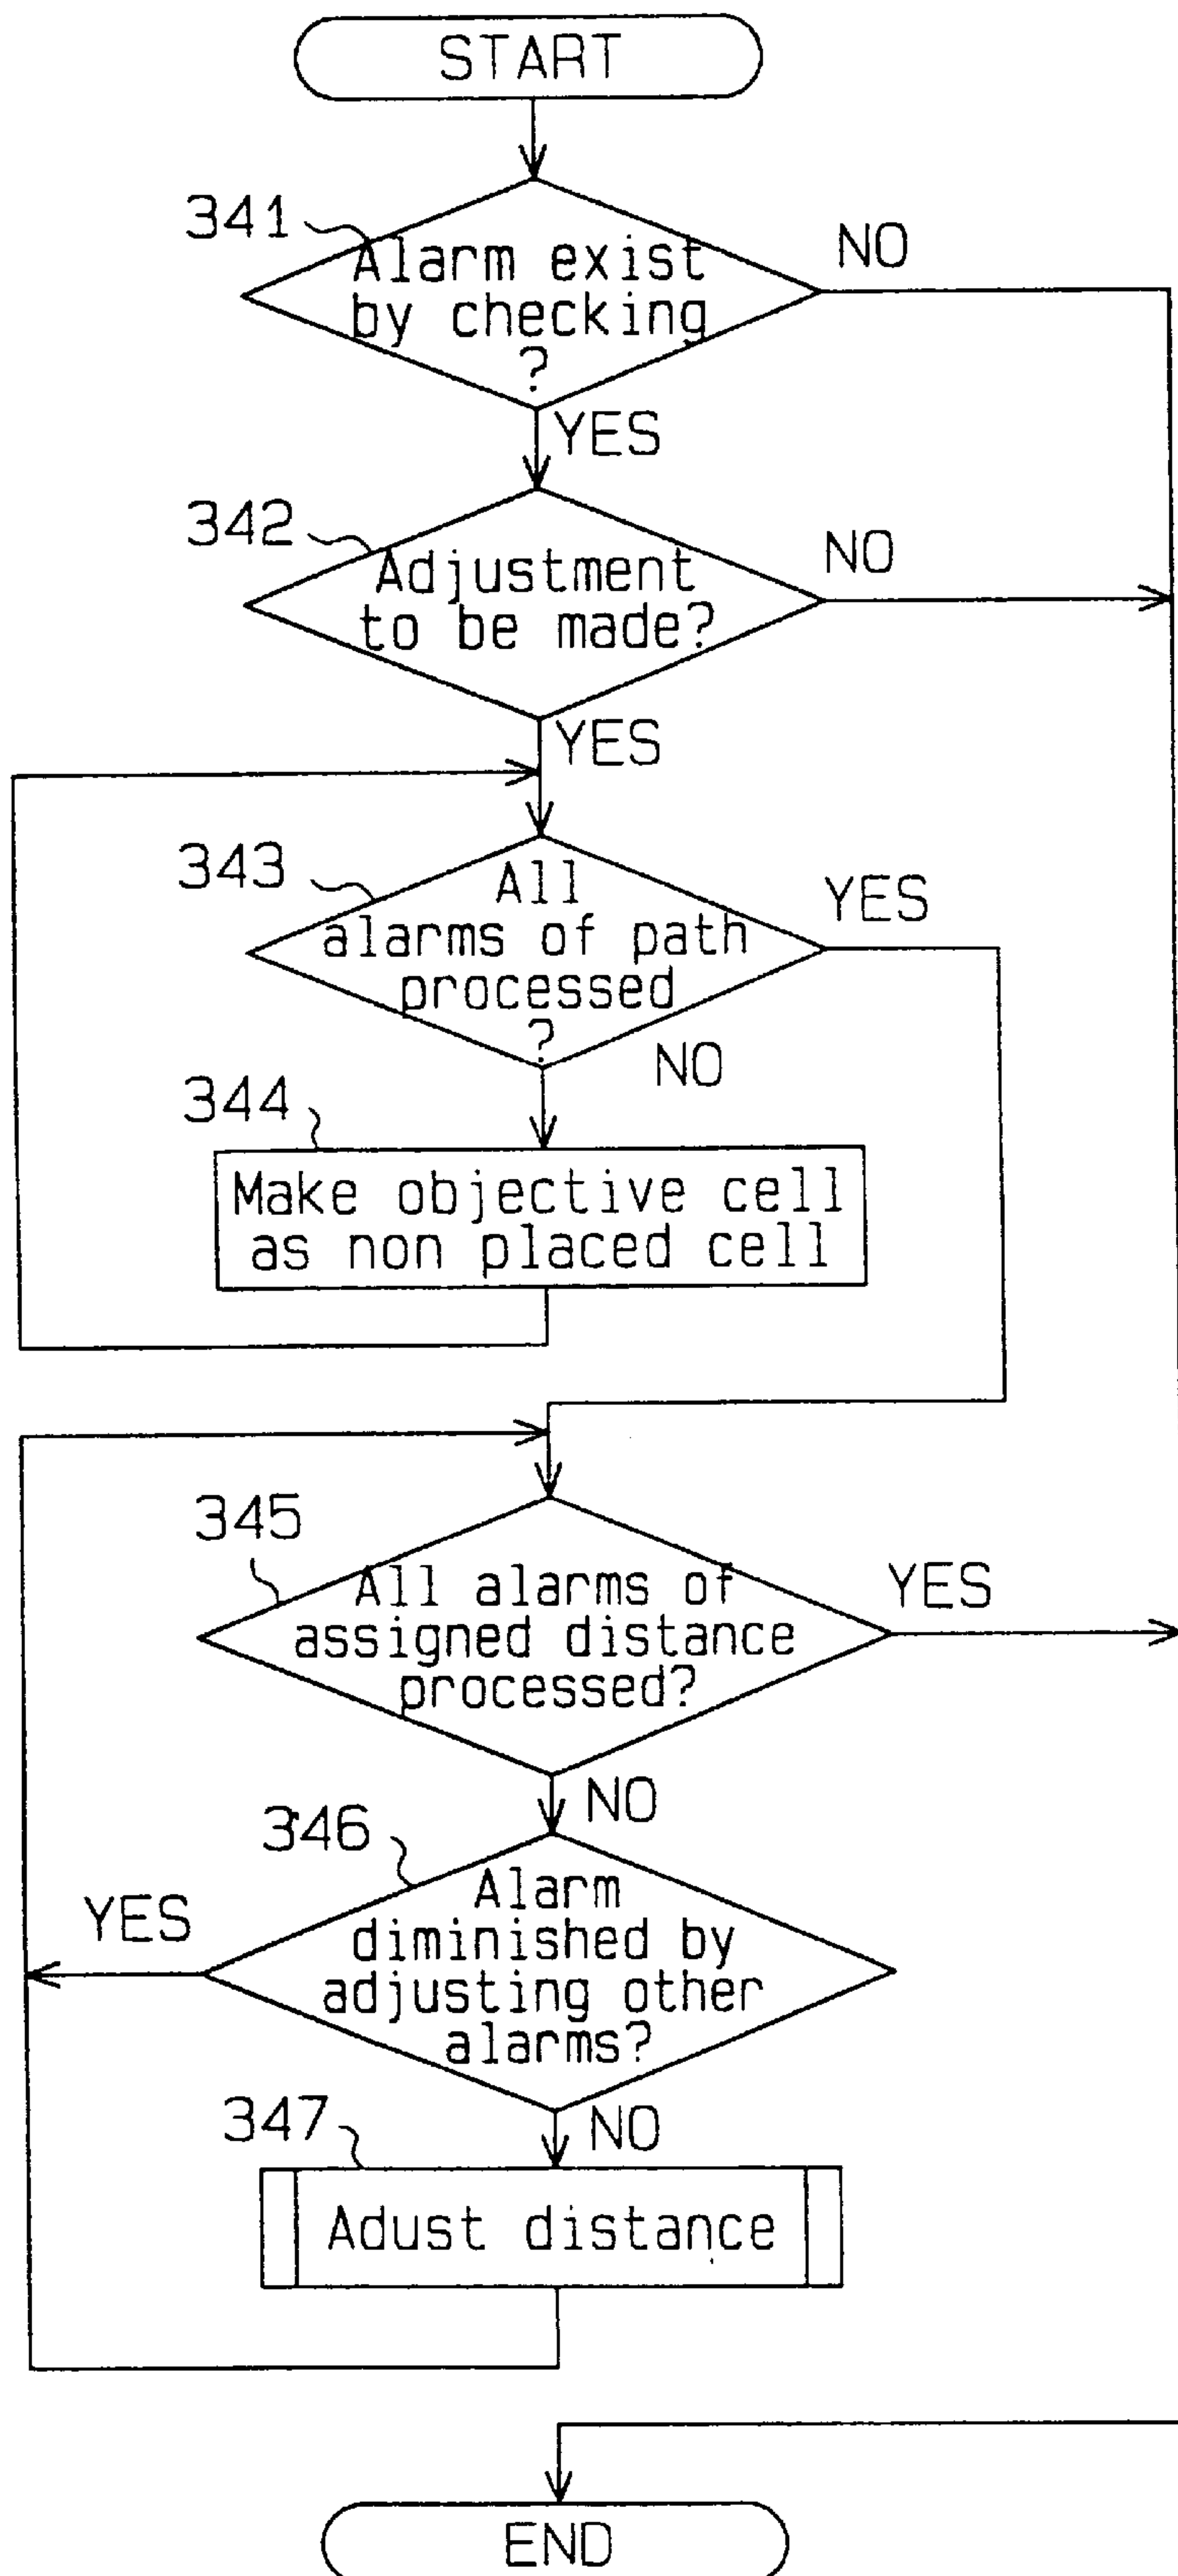 START
341
Alarm exist
by checking
?
NO
YES
342
Adjustment
to be made?
NO
YES
343
All
alarms of path
processed
?
YES
NO
344
Make objective cell
as non placed cell
345
All alarms of
assigned distance
processed?
YES
NO
346
Alarm
diminished by
adjusting other
alarms?
YES
NO
347
Adust distance
END